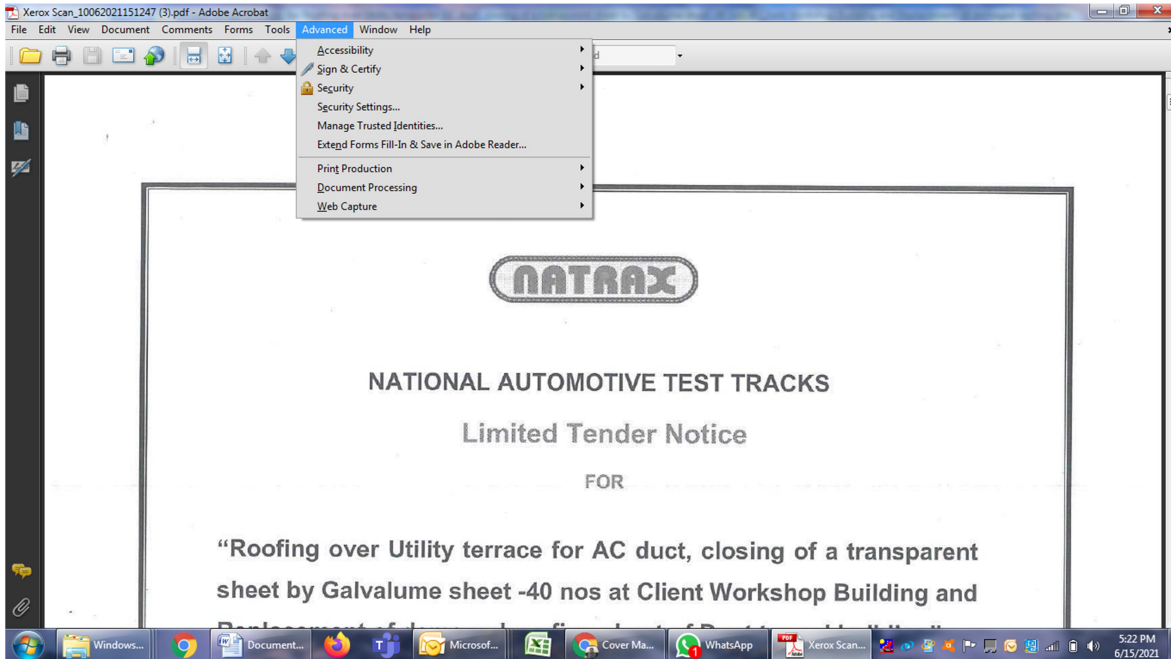 Xerox Scan_10062021151247 (3).pdf - Adobe Acrobat
File Edit View Document Comments Forms Tools Advanced Window Help
Accessibility
Sign & Certify
Security
Security Settings...
Manage Trusted Identities...
Extend Forms Fill-In & Save in Adobe Reader...
Print Production
Document Processing
Web Capture
NATRAX
NATIONAL AUTOMOTIVE TEST TRACKS
Limited Tender Notice
FOR
“Roofing over Utility terrace for AC duct, closing of a transparent
sheet by Galvalume sheet -40 nos at Client Workshop Building and
Windows... Document... Microsof... Cover Ma... WhatsApp Xerox Scan...
5:22 PM
6/15/2021